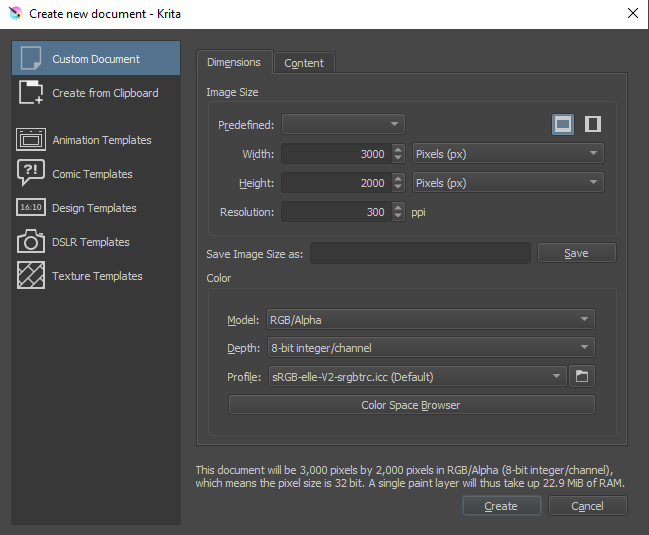 Create new document - Krita
Custom Document
Create from Clipboard
Animation Templates
Comic Templates
16:10 Design Templates
DSLR Templates
Texture Templates
Dimensions Content
Image Size
Predefined:
Width: 3000 Pixels (px)
Height: 2000 Pixels (px)
Resolution: 300 ppi
Save Image Size as: Save
Color
Model: RGB/Alpha
Depth: 8-bit integer/channel
Profile: sRGB-elle-V2-srgbtrc.icc (Default)
Color Space Browser
This document will be 3,000 pixels by 2,000 pixels in RGB/Alpha (8-bit integer/channel),
which means the pixel size is 32 bit. A single paint layer will thus take up 22.9 MiB of RAM.
Create Cancel